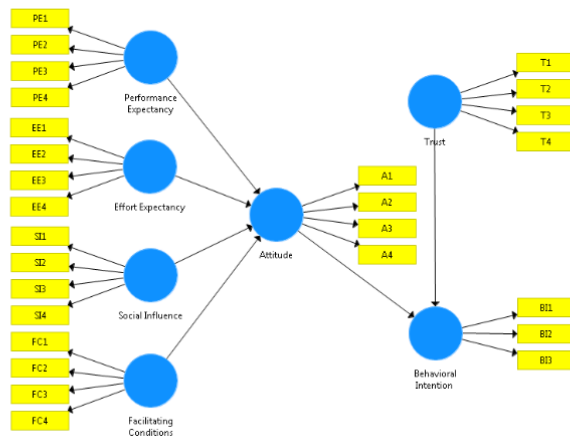 PE1
PE2
PE3
PE4
Performance
Expectancy
EE1
EE2
EE3
EE4
Effort Expectancy
SI1
SI2
SI3
SI4
Social Influence
FC1
FC2
FC3
FC4
Facilitating
Conditions
Attitude
A1
A2
A3
A4
Trust
T1
T2
T3
T4
Behavioral
Intention
BI1
BI2
BI3